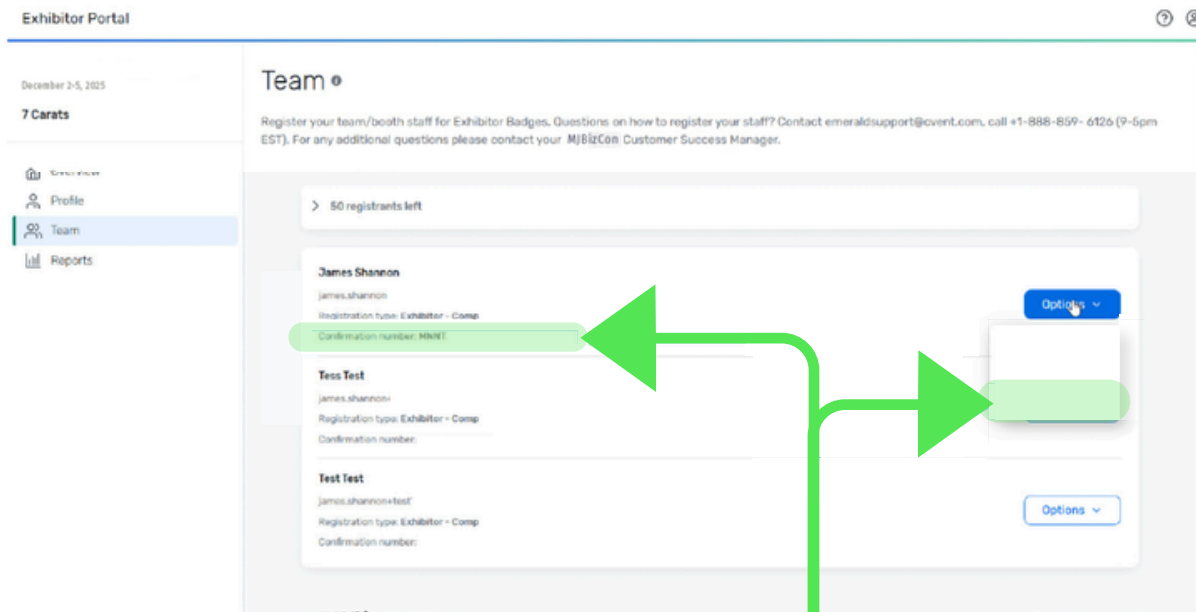 Exhibitor Portal
December 2-5, 2025
7 Carats
Overview
Profile
Team
Reports
Team
Register your team/booth staff for Exhibitor Badges. Questions on how to register your staff? Contact emeraldsupport@cvent.com, call +1-888-859- 6126 (9-5pm
EST). For any additional questions please contact your MJBizCon Customer Success Manager.
50 registrants left
James Shannon
james.shannon
Registration type: Exhibitor - Comp
Confirmation number: MNNT
Options
Tess Test
james.shannon+
Registration type: Exhibitor - Comp
Confirmation number:
Test Test
james.shannon+test
Registration type: Exhibitor - Comp
Confirmation number:
Options